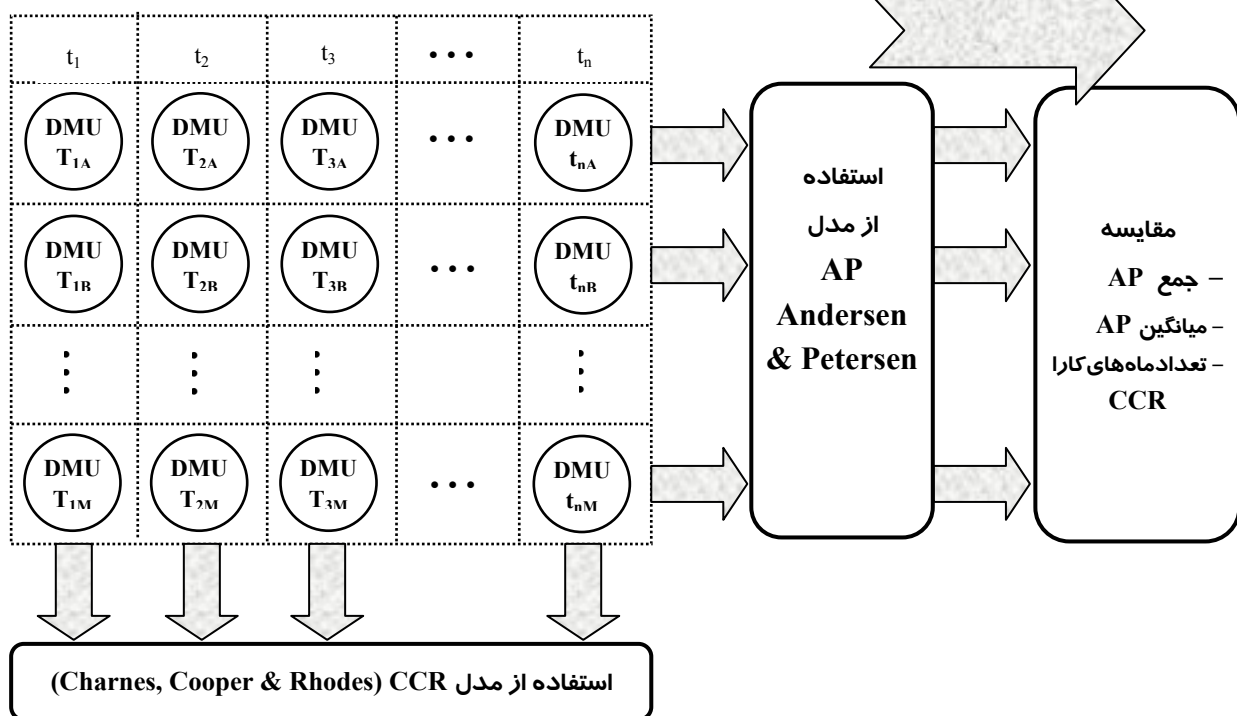 t₁ t₂ t₃ • • • tₙ
DMU DMU DMU DMU
T₁A T₂A T₃A • • • tₙA
DMU DMU DMU DMU
T₁B T₂B T₃B • • • tₙB
DMU DMU DMU DMU
T₁M T₂M T₃M • • • tₙM
استفاده
از مدل
AP
Andersen
& Petersen
مقایسه
– جمع AP
– میانگین AP
– تعدادماه‌های کارا
CCR
استفاده از مدل CCR (Charnes, Cooper & Rhodes)